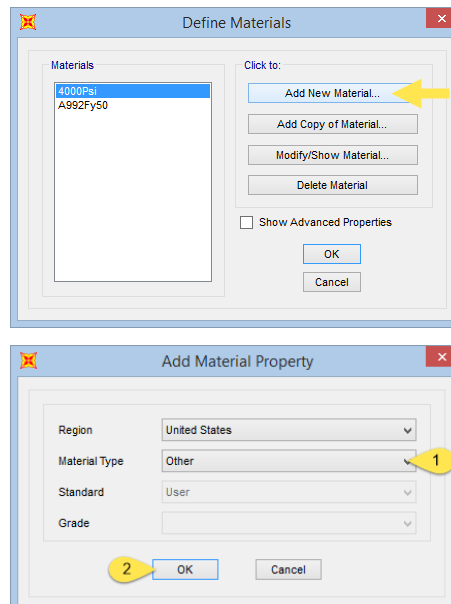 Define Materials
Materials
Click to:
4000Psi
A992Fy50
Add New Material...
Add Copy of Material...
Modify/Show Material...
Delete Material
Show Advanced Properties
OK
Cancel
Add Material Property
Region United States
Material Type Other 1
Standard User
Grade
2 OK Cancel